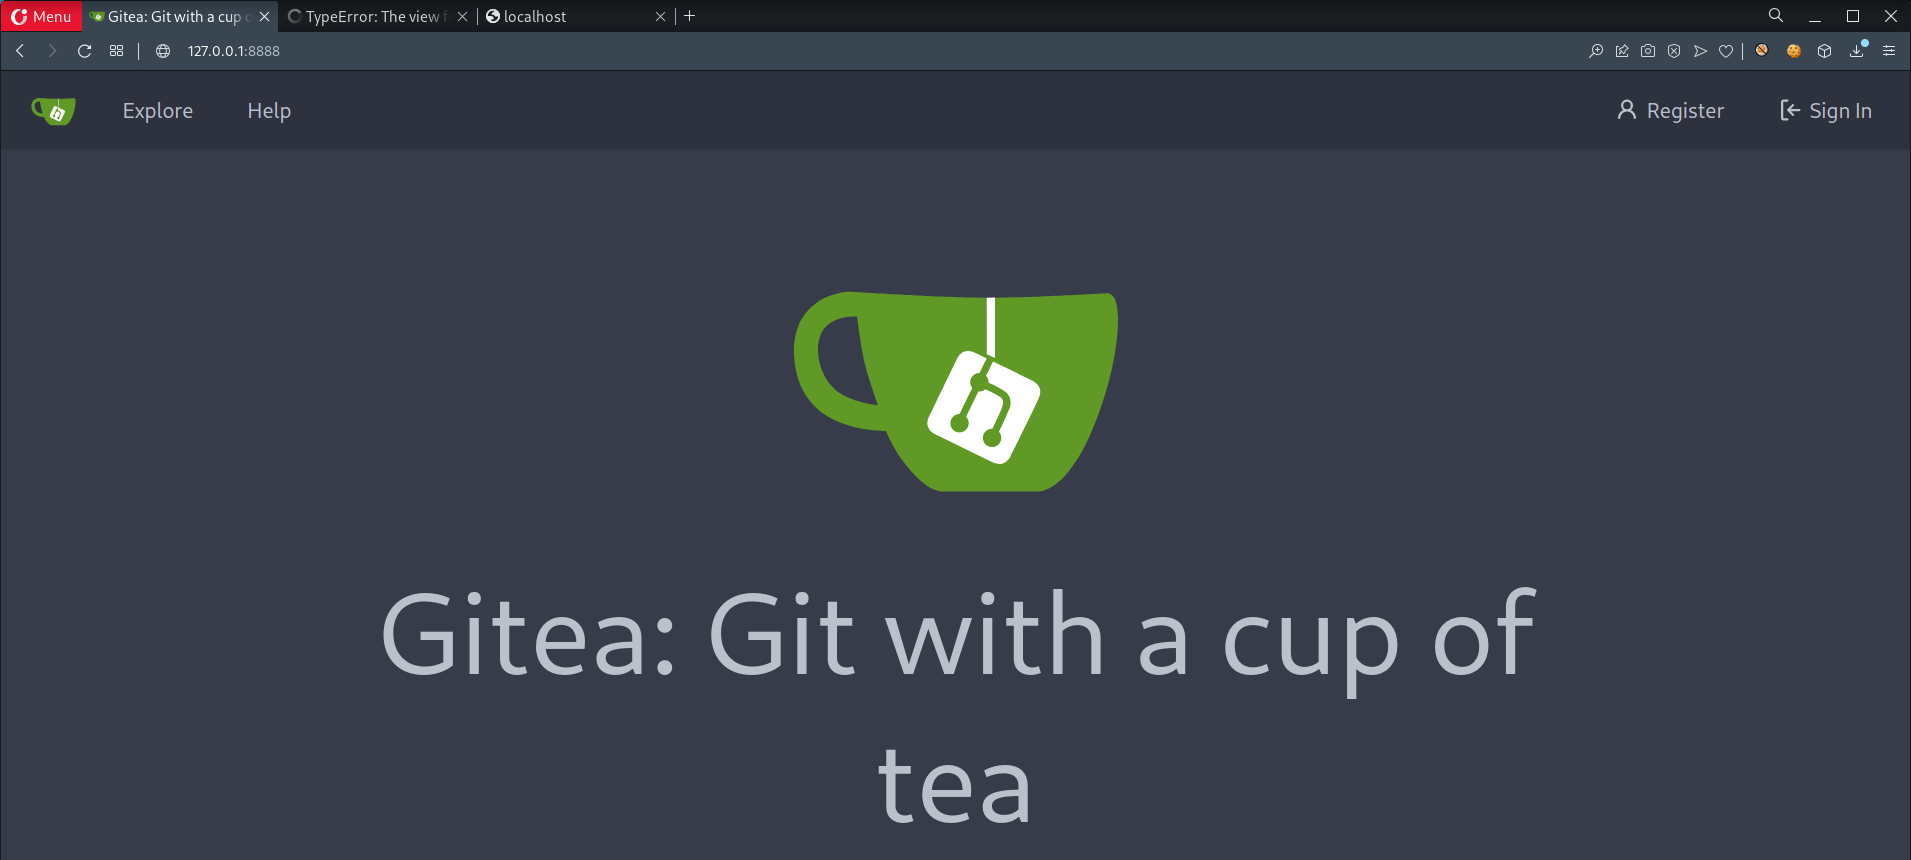 Menu
Gitea: Git with a cup
TypeError: The view
localhost
127.0.0.1:8888
Explore
Help
Register
Sign In
Gitea: Git with a cup of
tea